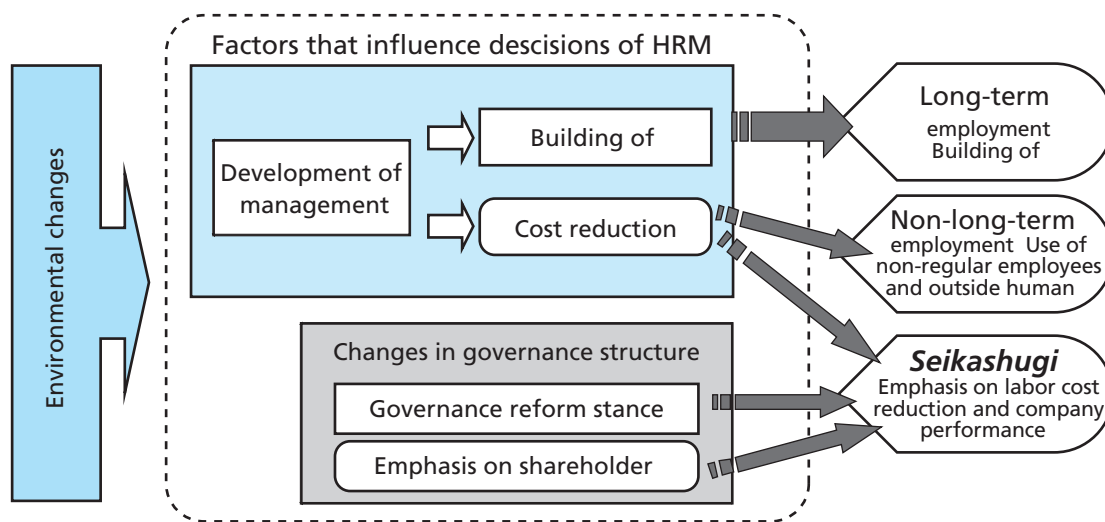 Factors that influence descisions of HRM
Environmental changes
Development of
management
Building of
Cost reduction
Changes in governance structure
Governance reform stance
Emphasis on shareholder
Long-term
employment
Building of
Non-long-term
employment Use of
non-regular employees
and outside human
Seikashugi
Emphasis on labor cost
reduction and company
performance